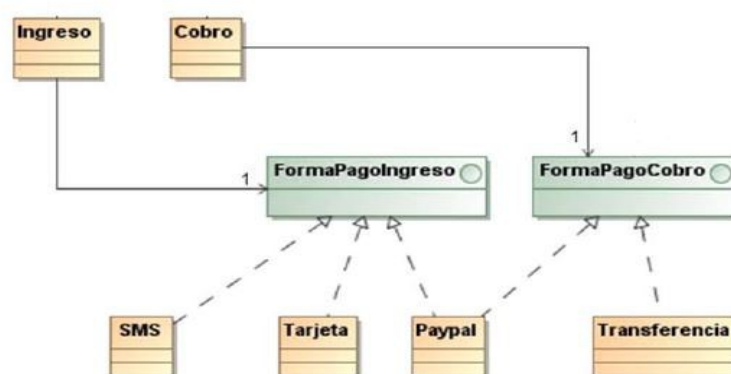 Ingreso
Cobro
1
1
FormaPagoIngreso
FormaPagoCobro
SMS
Tarjeta
Paypal
Transferencia